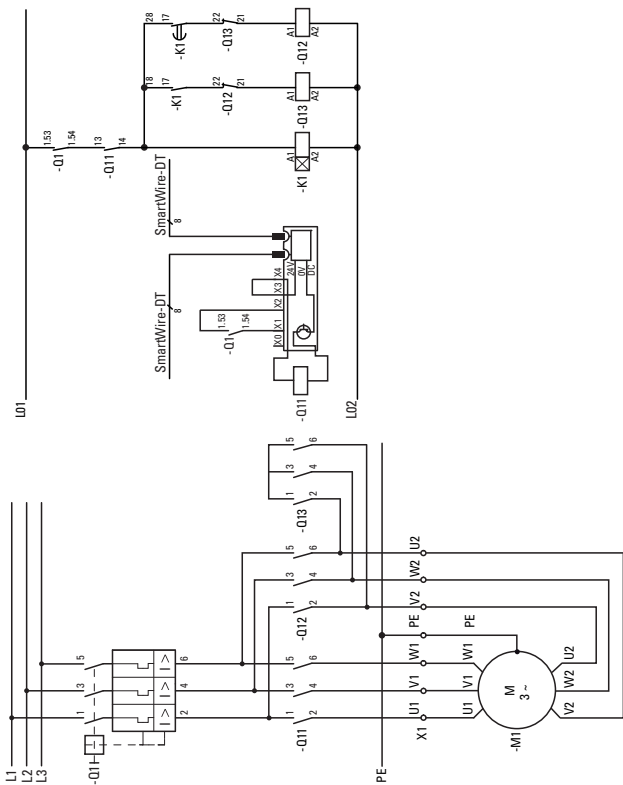 L01
-Q1
1.53
1.54
-Q11
13
14
-K1
A1
A2
-K1
18
17
-Q12
22
21
-Q13
A1
A2
-K1
28
17
-Q13
22
21
-Q12
A1
A2
L02
SmartWire-DT
8
SmartWire-DT
8
-Q1
1.53
1.54
X0
X1
X2
X3
X4
24V
0V
DC
-Q11
L1
L2
L3
-Q1
1
3
5
I>
I>
I>
2
4
6
-Q11
1
2
3
4
5
6
-Q12
1
2
3
4
5
6
-Q13
1
2
3
4
5
6
PE
X1
U1
V1
W1
PE
V2
W2
U2
U1
V1
W1
PE
M
3 ~
-M1
V2
W2
U2